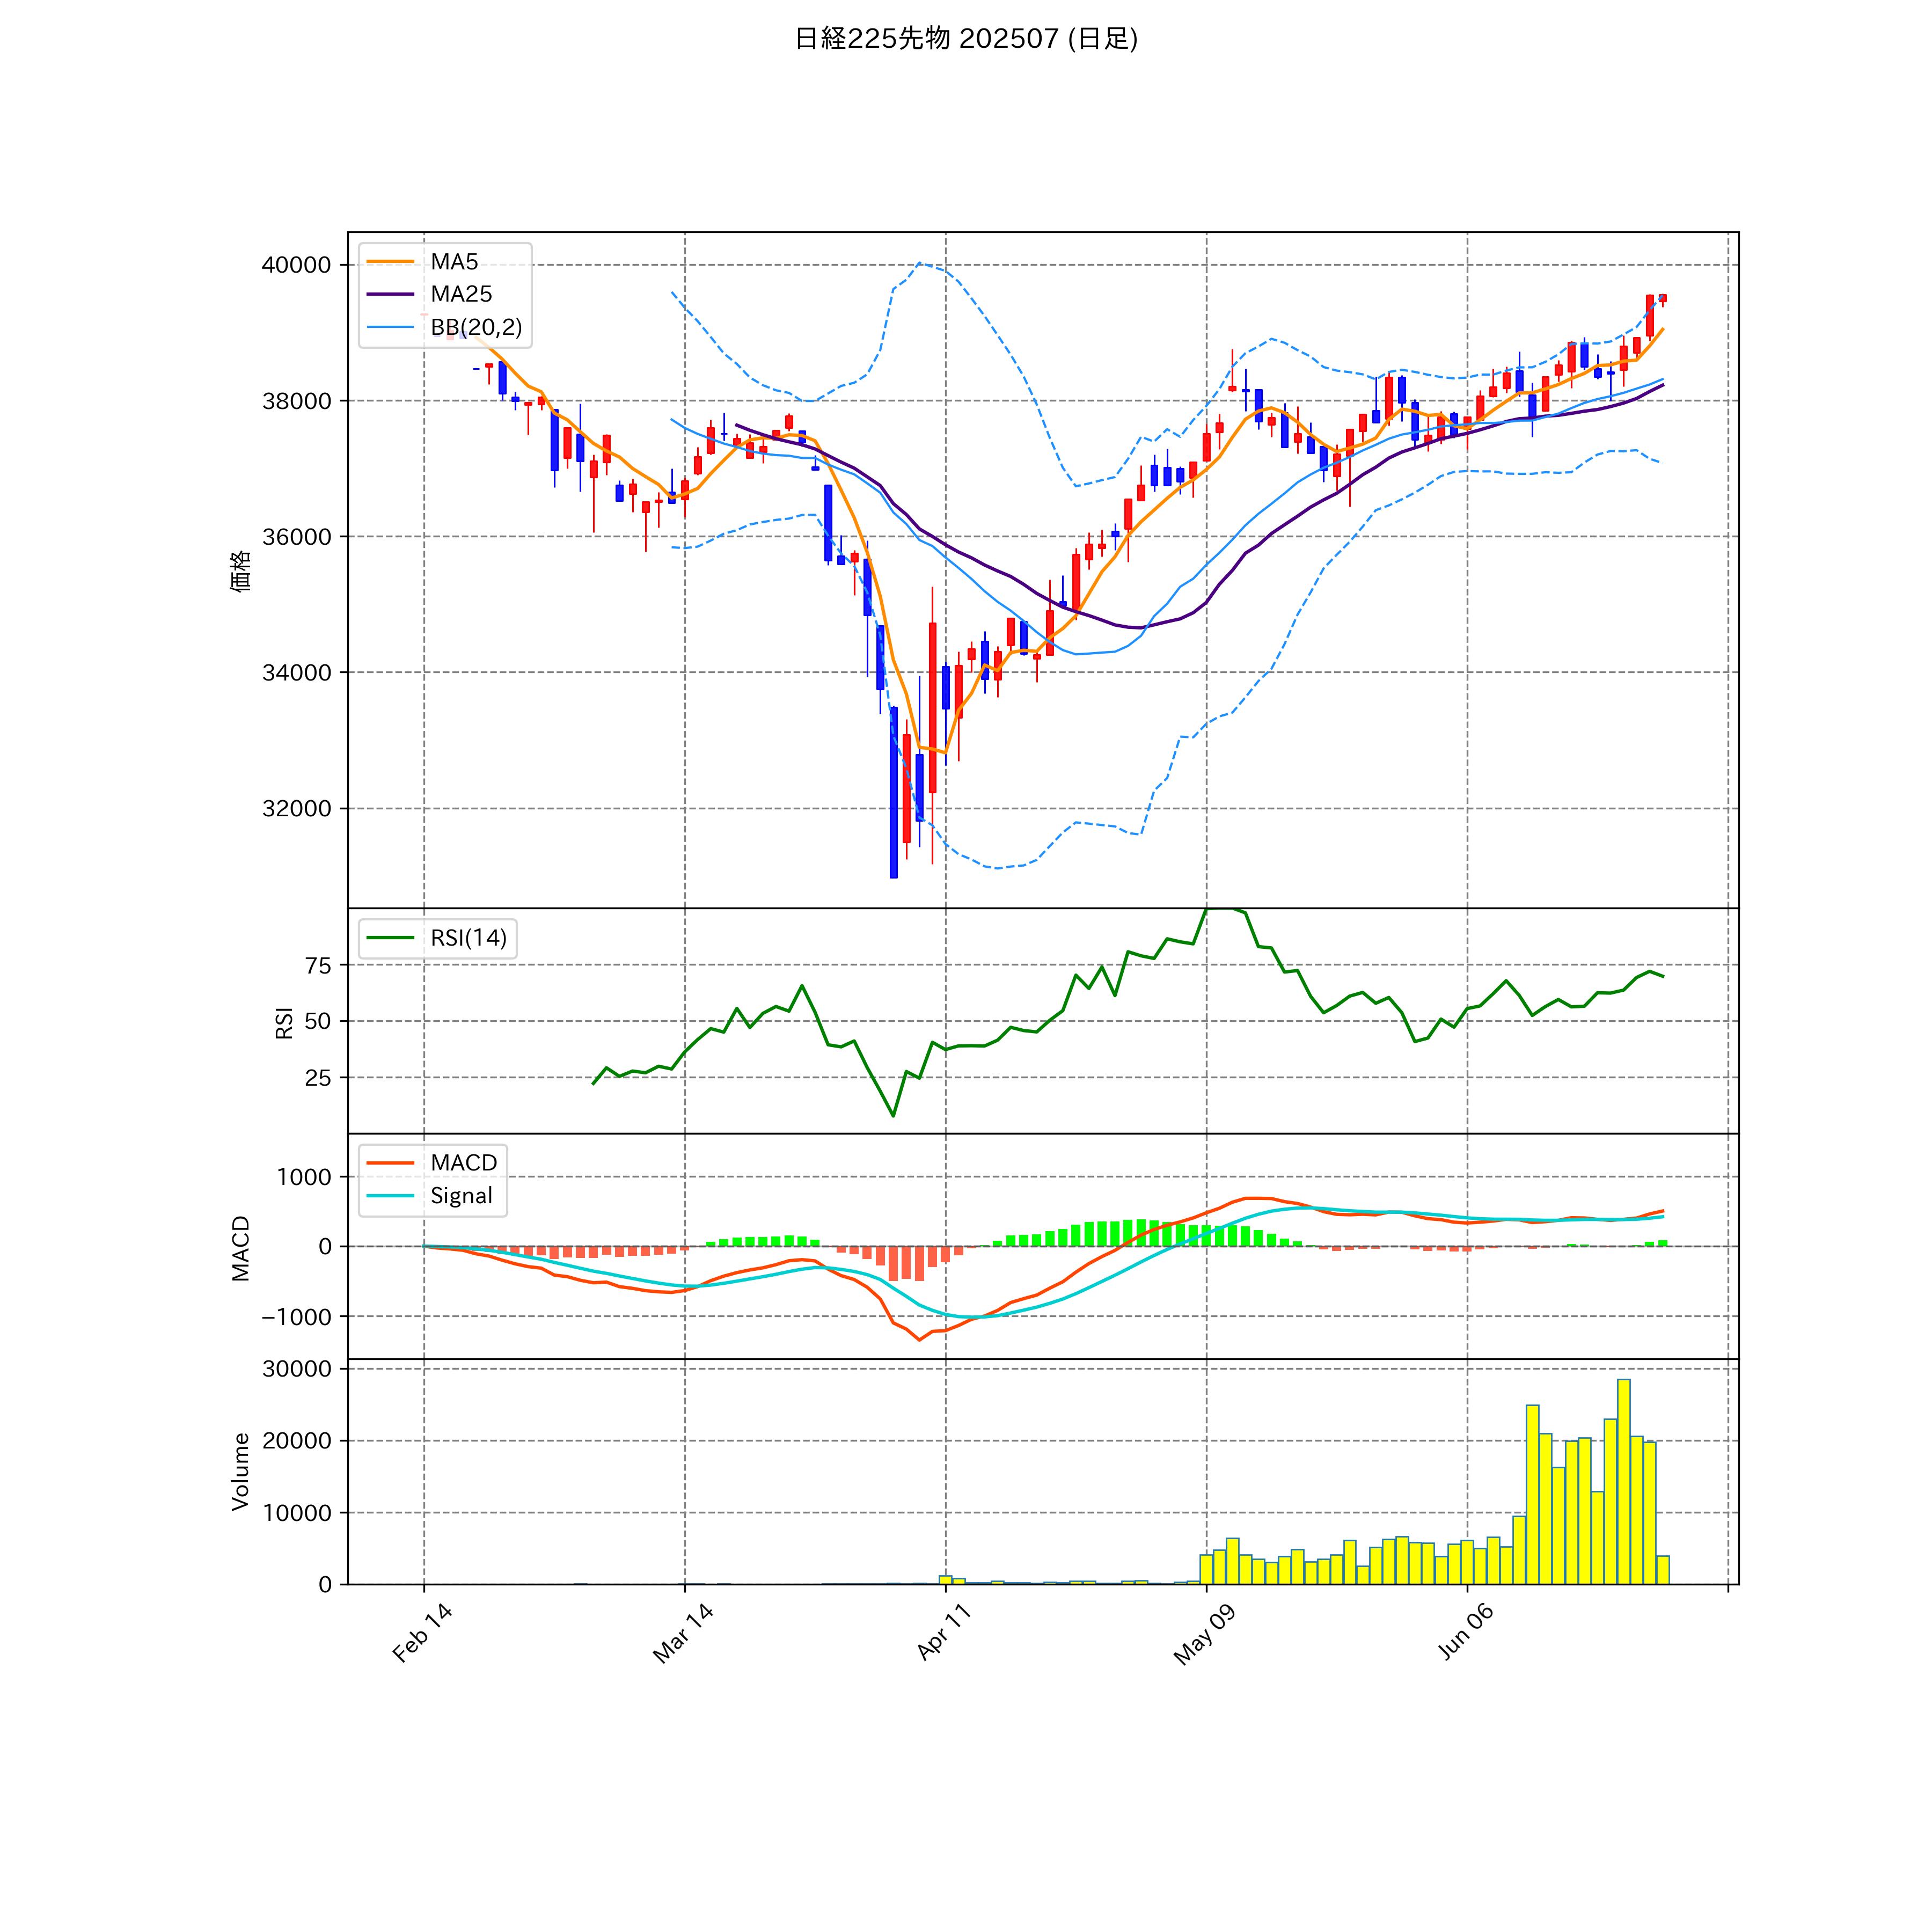 日経225先物 202507 (日足)
MA5
MA25
BB(20,2)
40000
38000
36000
34000
32000
価格
RSI(14)
75
50
25
RSI
MACD
Signal
1000
0
−1000
MACD
30000
20000
10000
0
Volume
Feb 14
Mar 14
Apr 11
May 09
Jun 06